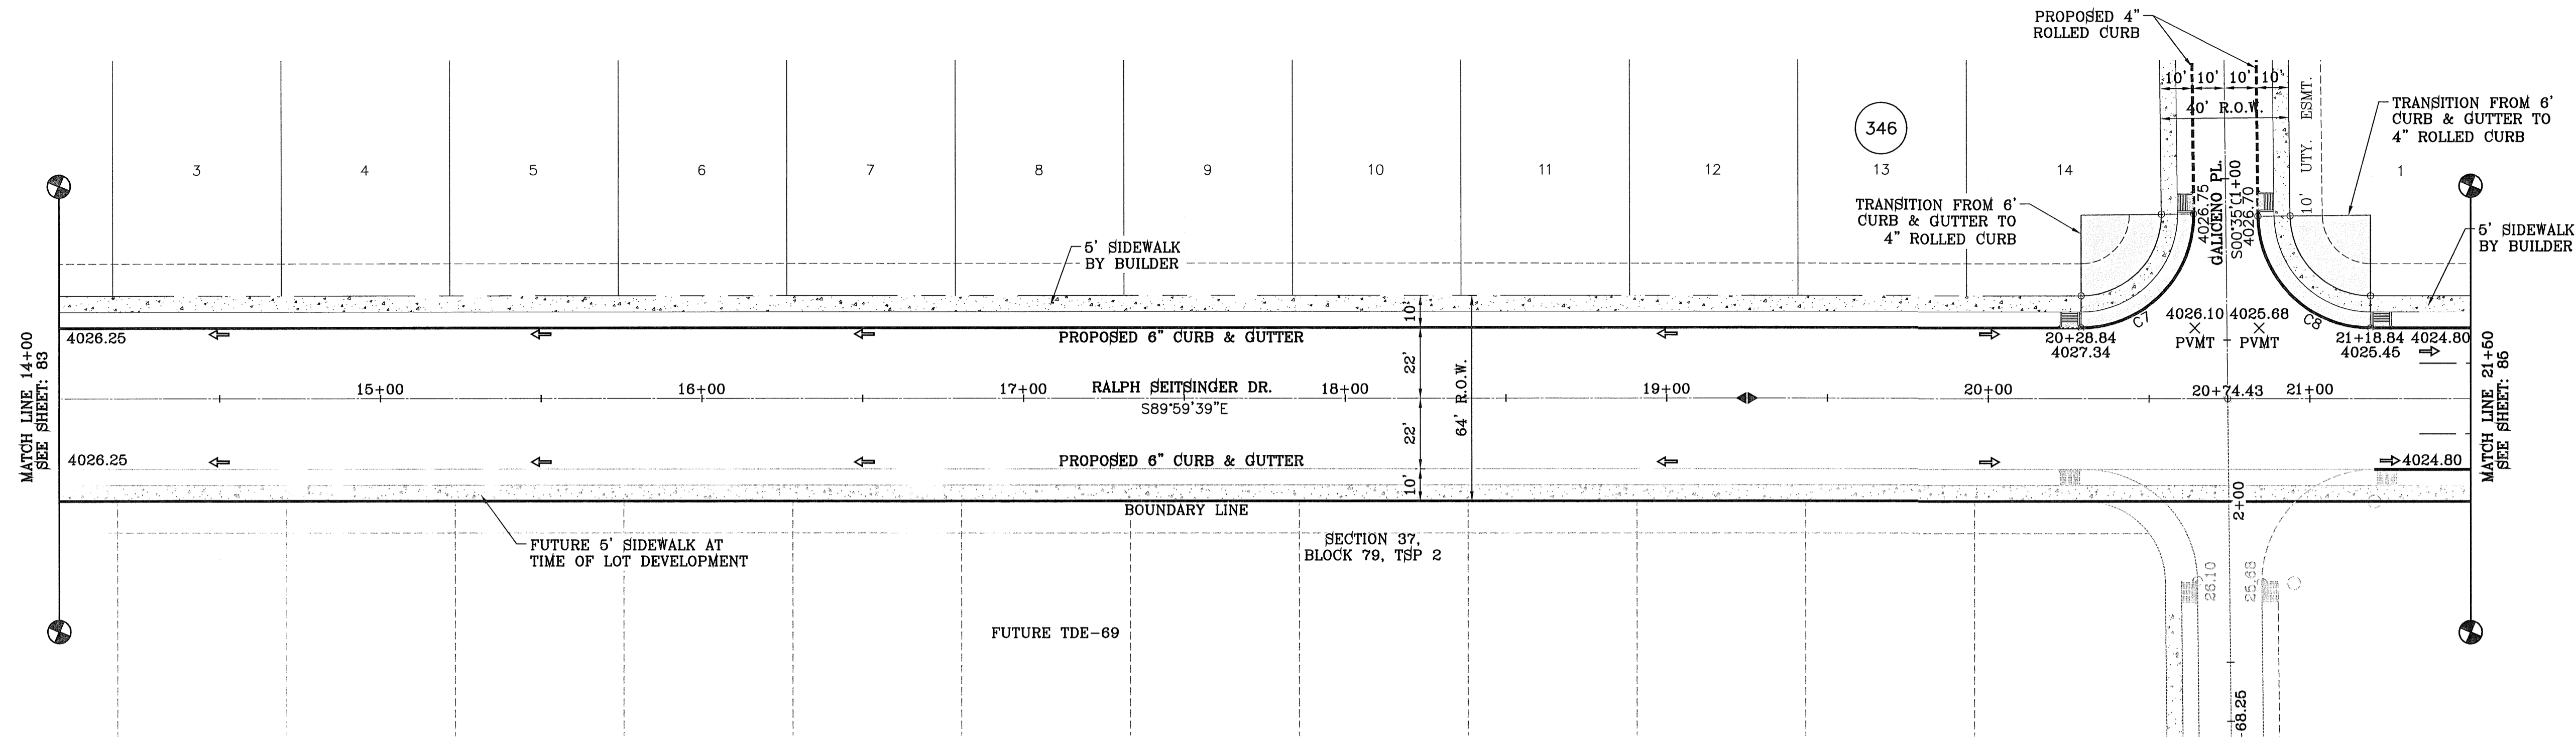 PROPOSED 4"
ROLLED CURB
10' 10' 10' 10'
40' R.O.W.
10' UTY. ESMT.
TRANSITION FROM 6'
CURB & GUTTER TO
4" ROLLED CURB
346
3
4
5
6
7
8
9
10
11
12
13
14
1
TRANSITION FROM 6'
CURB & GUTTER TO
4" ROLLED CURB
4026.75
GALICENO PL.
S00°35'
1+00
4026.70
5' SIDEWALK
BY BUILDER
5' SIDEWALK
BY BUILDER
C7
4026.10
PVMT
4025.68
PVMT
C8
4026.25
PROPOSED 6" CURB & GUTTER
10'
20+28.84
4027.34
21+18.84
4025.45
4024.80
MATCH LINE 14+00
SEE SHEET: 83
22'
64' R.O.W.
15+00
16+00
17+00
RALPH SEITSINGER DR.
18+00
19+00
20+00
20+74.43
21+00
S89°59'39"E
22'
MATCH LINE 21+50
SEE SHEET: 85
4026.25
PROPOSED 6" CURB & GUTTER
4024.80
10'
BOUNDARY LINE
2+00
FUTURE 5' SIDEWALK AT
TIME OF LOT DEVELOPMENT
SECTION 37,
BLOCK 79, TSP 2
26.10
25.68
FUTURE TDE-69
68.25